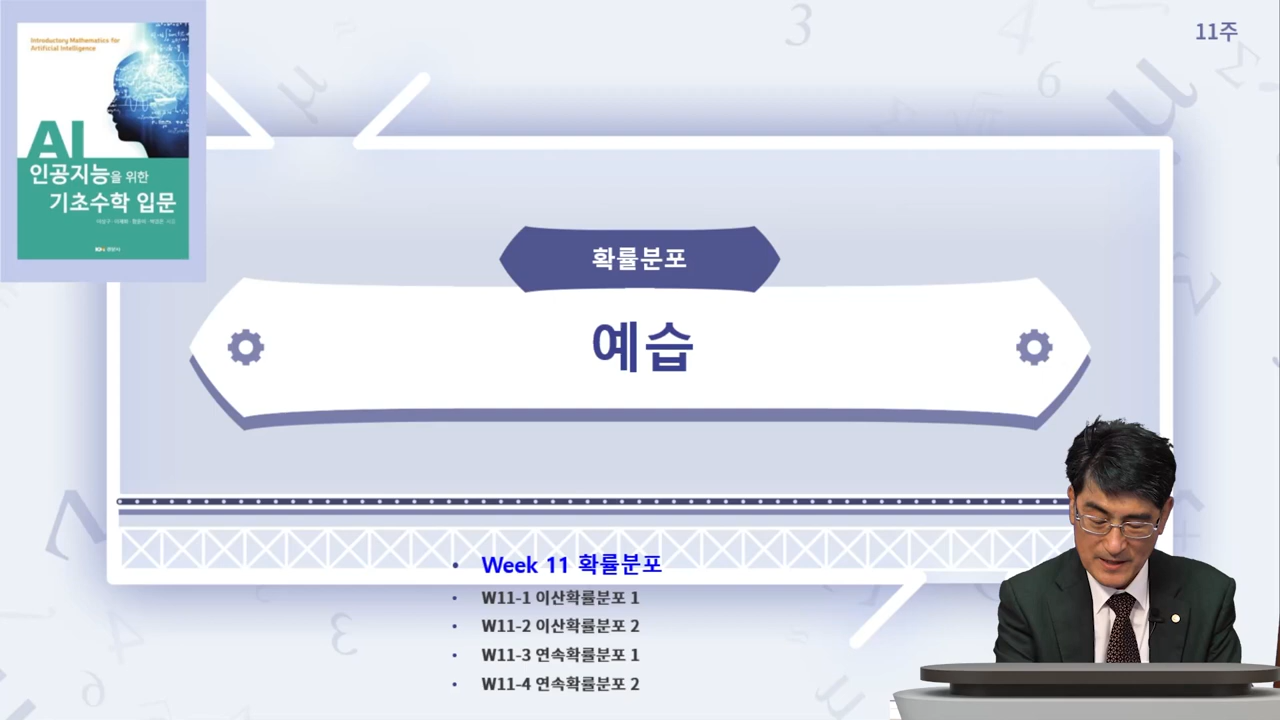 Introductory Mathematics for
Artificial Intelligence
AI
인공지능을 위한
기초수학 입문
11주
확률분포
예습
• Week 11 확률분포
• W11-1 이산확률분포 1
• W11-2 이산확률분포 2
• W11-3 연속확률분포 1
• W11-4 연속확률분포 2